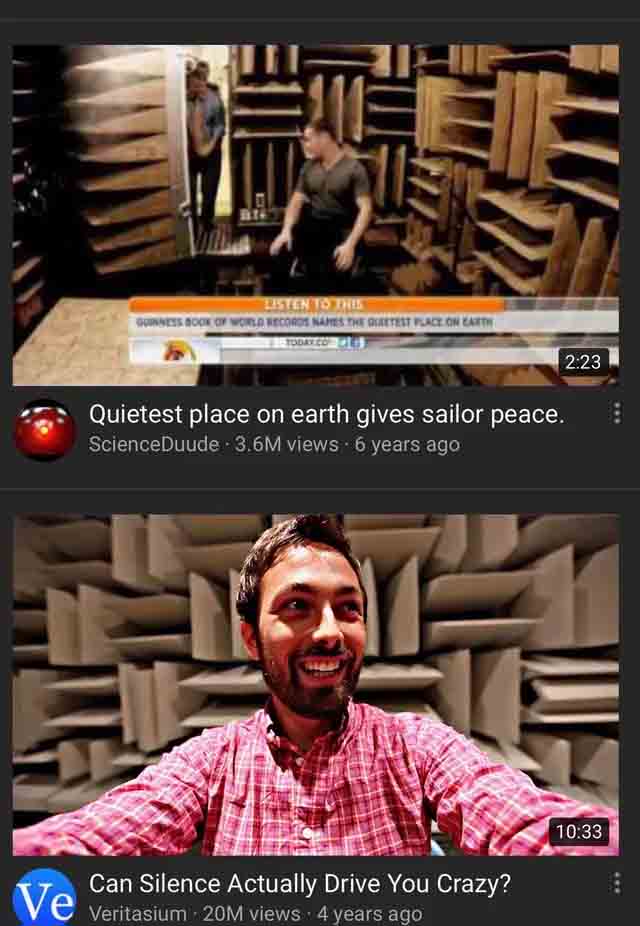 LISTEN TO THIS
GUINNESS BOOK OF WORLD RECORDS NAMES THE QUIETEST PLACE ON EARTH
2:23
Quietest place on earth gives sailor peace.
ScienceDuude · 3.6M views · 6 years ago
10:33
Can Silence Actually Drive You Crazy?
Ve
Veritasium · 20M views · 4 years ago